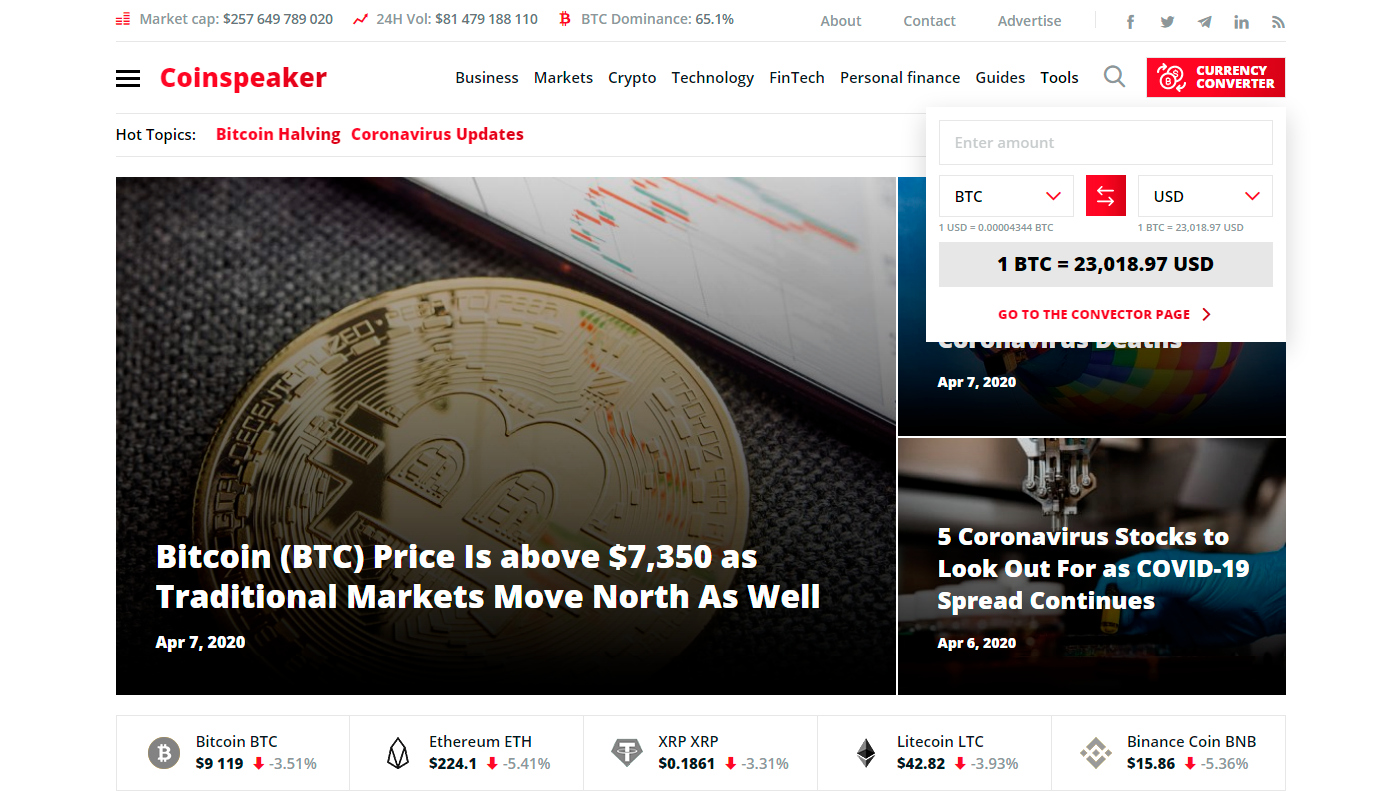 Market cap: $257 649 789 020 24H Vol: $81 479 188 110 BTC Dominance: 65.1% About Contact Advertise
Coinspeaker Business Markets Crypto Technology FinTech Personal finance Guides Tools
CURRENCY
CONVERTER
Hot Topics: Bitcoin Halving Coronavirus Updates
Enter amount
BTC USD
1 USD = 0.00004344 BTC 1 BTC = 23,018.97 USD
1 BTC = 23,018.97 USD
GO TO THE CONVECTOR PAGE
Coronavirus Deaths
Apr 7, 2020
Bitcoin (BTC) Price Is above $7,350 as
Traditional Markets Move North As Well
Apr 7, 2020
5 Coronavirus Stocks to
Look Out For as COVID-19
Spread Continues
Apr 6, 2020
Bitcoin BTC
$9 119 -3.51%
Ethereum ETH
$224.1 -5.41%
XRP XRP
$0.1861 -3.31%
Litecoin LTC
$42.82 -3.93%
Binance Coin BNB
$15.86 -5.36%